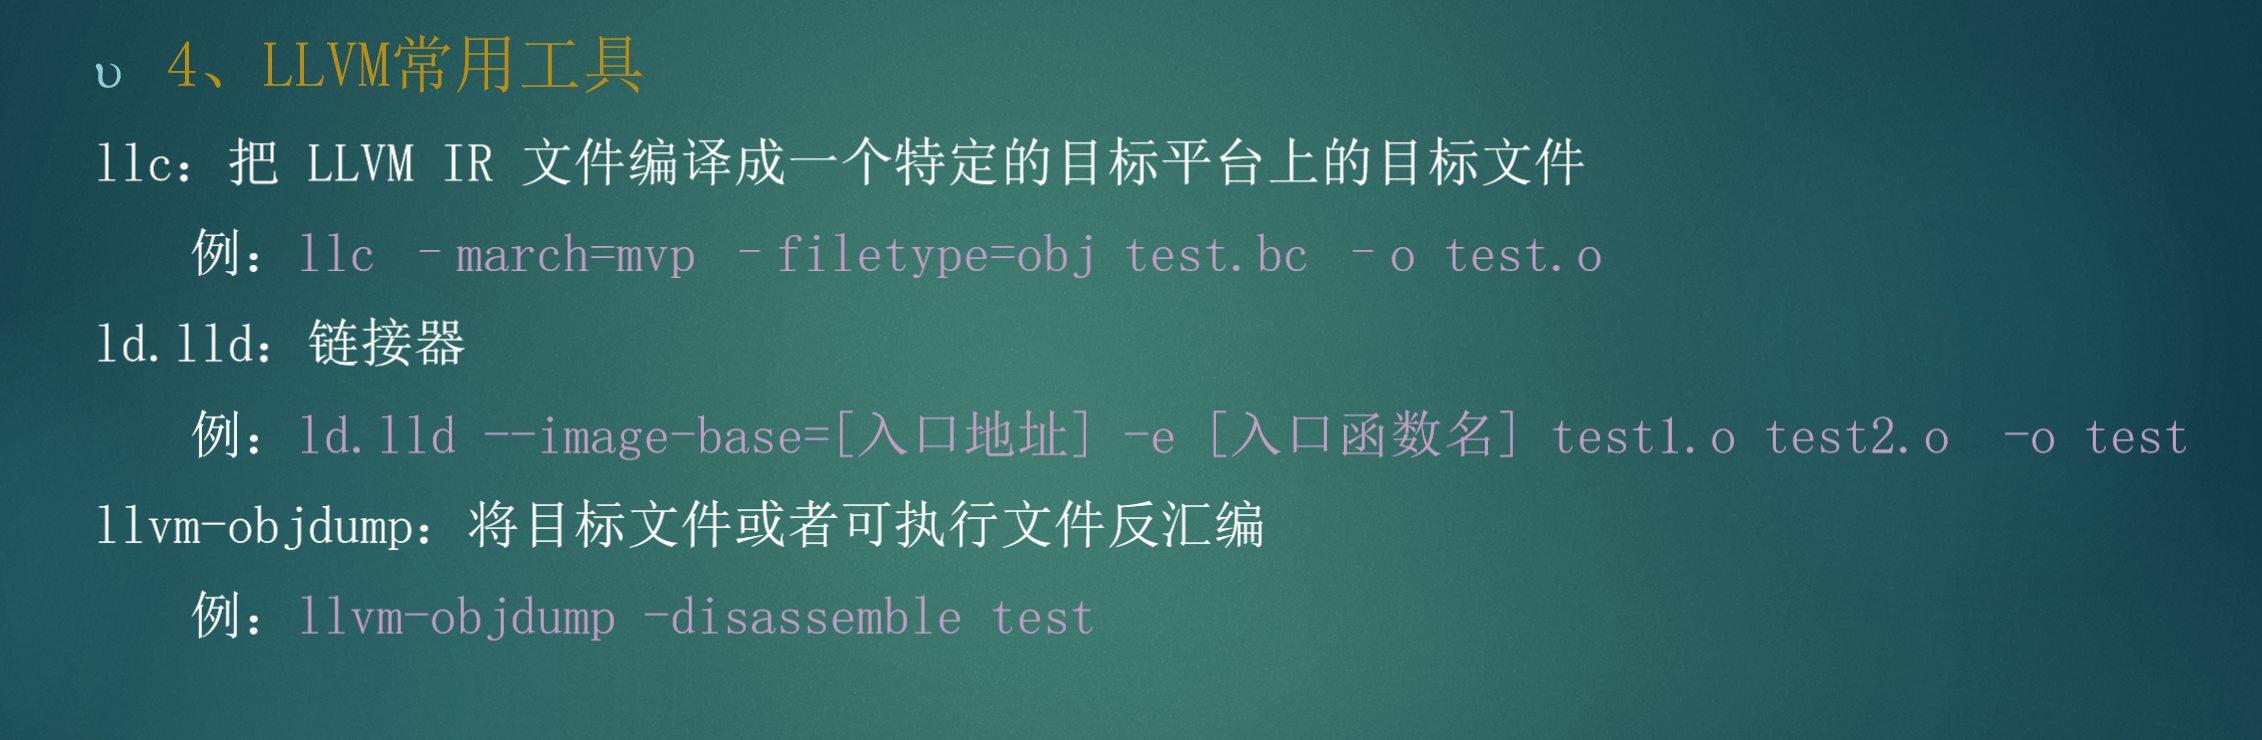 υ 4、LLVM常用工具
llc：把 LLVM IR 文件编译成一个特定的目标平台上的目标文件
例：llc –march=mvp –filetype=obj test.bc –o test.o
ld.lld：链接器
例：ld.lld --image-base=[入口地址] -e [入口函数名] test1.o test2.o -o test
llvm-objdump：将目标文件或者可执行文件反汇编
例：llvm-objdump -disassemble test